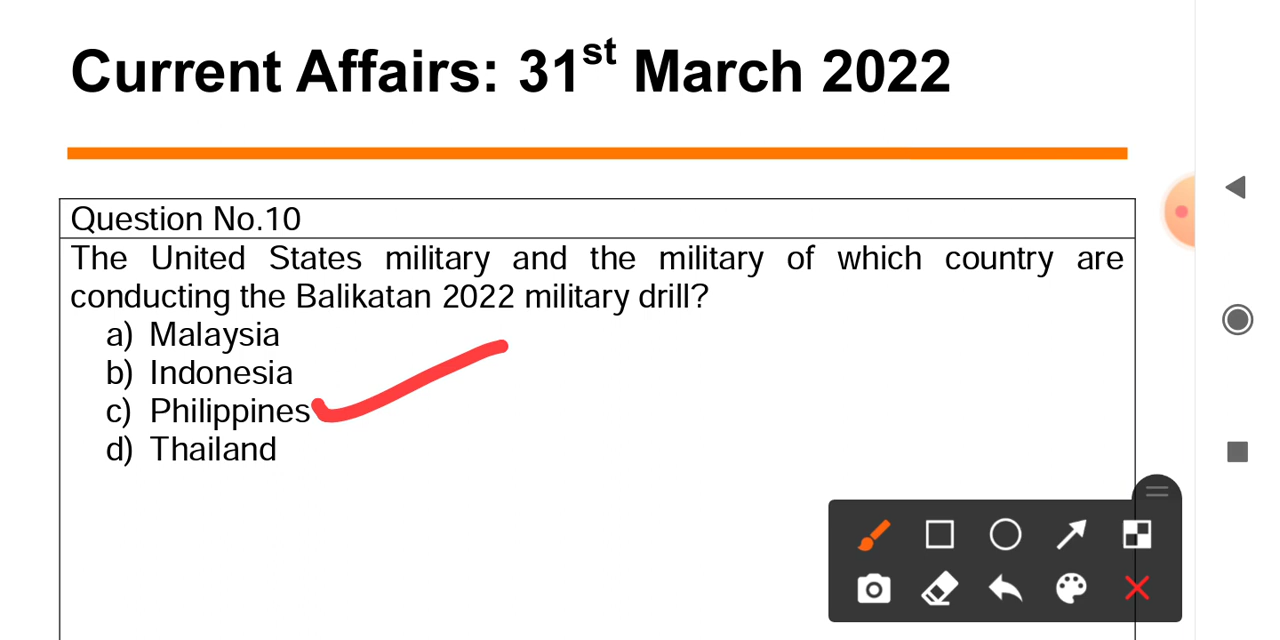 Current Affairs: 31st March 2022
Question No.10
The United States military and the military of which country are
conducting the Balikatan 2022 military drill?
a) Malaysia
b) Indonesia
c) Philippines
d) Thailand